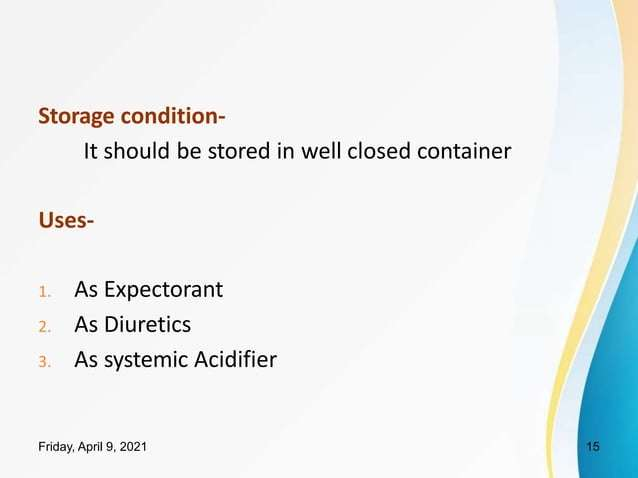 Storage condition-
It should be stored in well closed container
Uses-
1. As Expectorant
2. As Diuretics
3. As systemic Acidifier
Friday, April 9, 2021 15